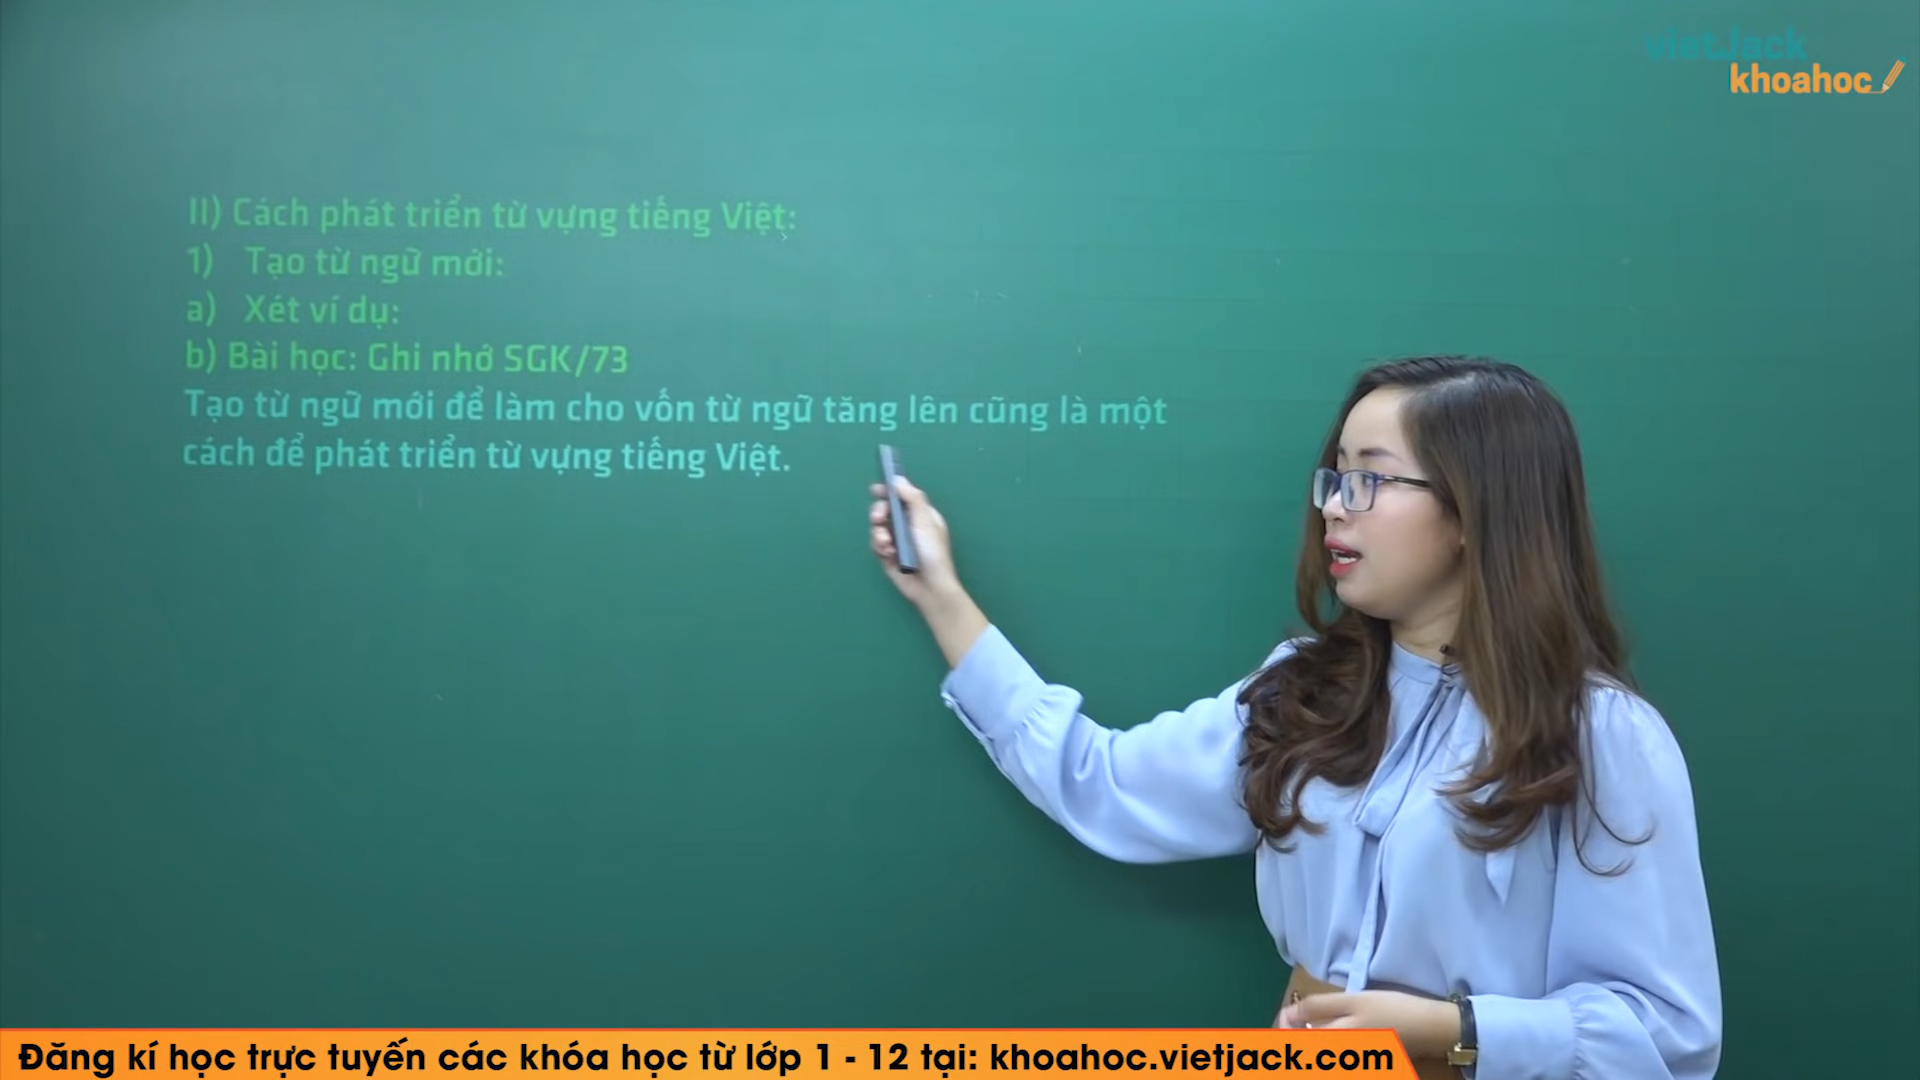 vietJack
khoahoc
II) Cách phát triển từ vựng tiếng Việt:
1) Tạo từ ngữ mới:
a) Xét ví dụ:
b) Bài học: Ghi nhớ SGK/73
Tạo từ ngữ mới để làm cho vốn từ ngữ tăng lên cũng là một
cách để phát triển từ vựng tiếng Việt.
Đăng kí học trực tuyến các khóa học từ lớp 1 - 12 tại: khoahoc.vietjack.com